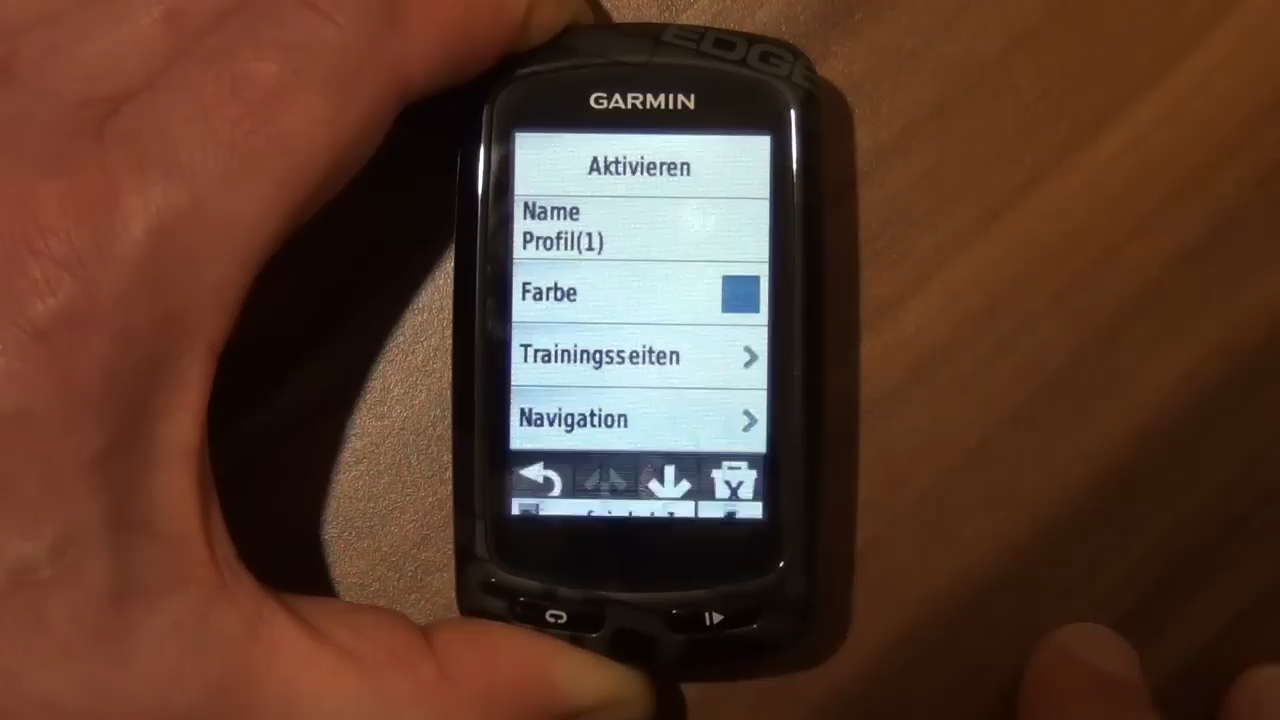 EDGE
GARMIN
Aktivieren
Name
Profil(1)
Farbe
Trainingsseiten
Navigation